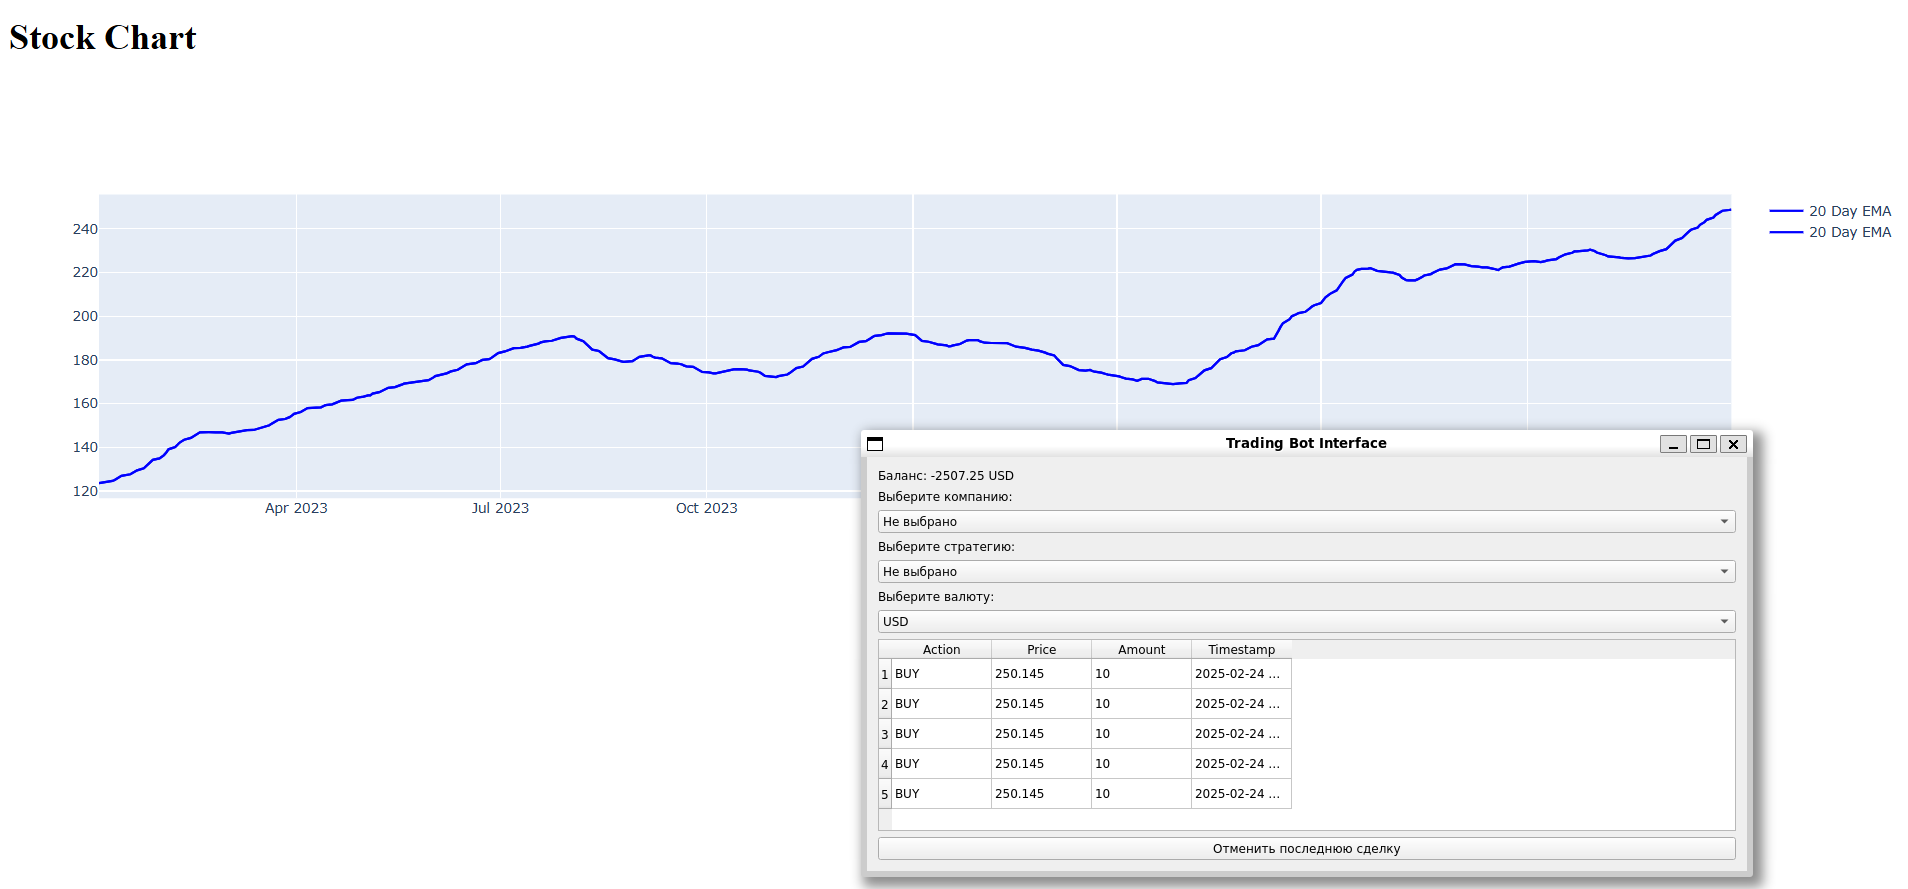 Stock Chart
20 Day EMA
20 Day EMA
240
220
200
180
160
140
120
Apr 2023
Jul 2023
Oct 2023
Trading Bot Interface
Баланс: -2507.25 USD
Выберите компанию:
Не выбрано
Выберите стратегию:
Не выбрано
Выберите валюту:
USD
Action Price Amount Timestamp
1 BUY 250.145 10 2025-02-24 ...
2 BUY 250.145 10 2025-02-24 ...
3 BUY 250.145 10 2025-02-24 ...
4 BUY 250.145 10 2025-02-24 ...
5 BUY 250.145 10 2025-02-24 ...
Отменить последнюю сделку